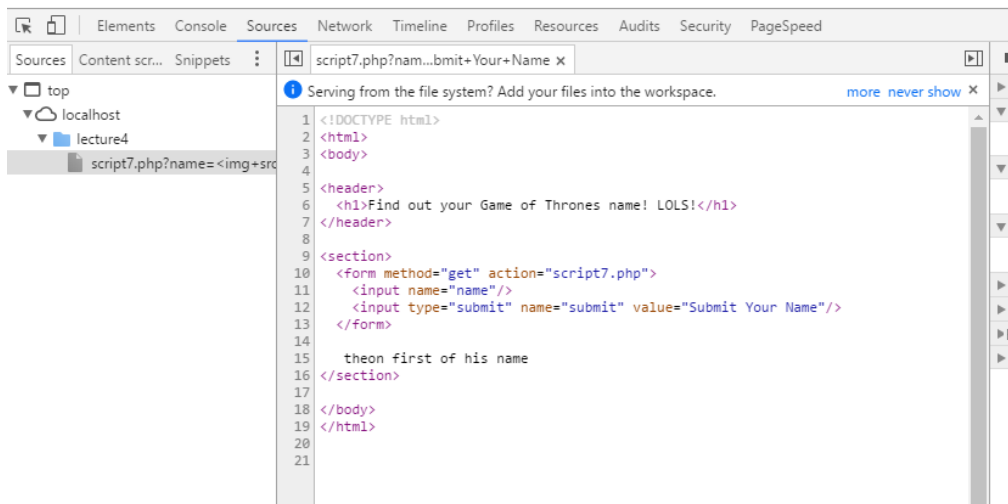 Elements Console Sources Network Timeline Profiles Resources Audits Security PageSpeed
Sources Content scr... Snippets
script7.php?nam...bmit+Your+Name ×
top
Serving from the file system? Add your files into the workspace. more never show ×
localhost
lecture4
script7.php?name=<img+src
1 <!DOCTYPE html>
2 <html>
3 <body>
4
5 <header>
6   <h1>Find out your Game of Thrones name! LOLS!</h1>
7 </header>
8
9 <section>
10   <form method="get" action="script7.php">
11     <input name="name"/>
12     <input type="submit" name="submit" value="Submit Your Name"/>
13   </form>
14
15    theon first of his name
16 </section>
17
18 </body>
19 </html>
20
21